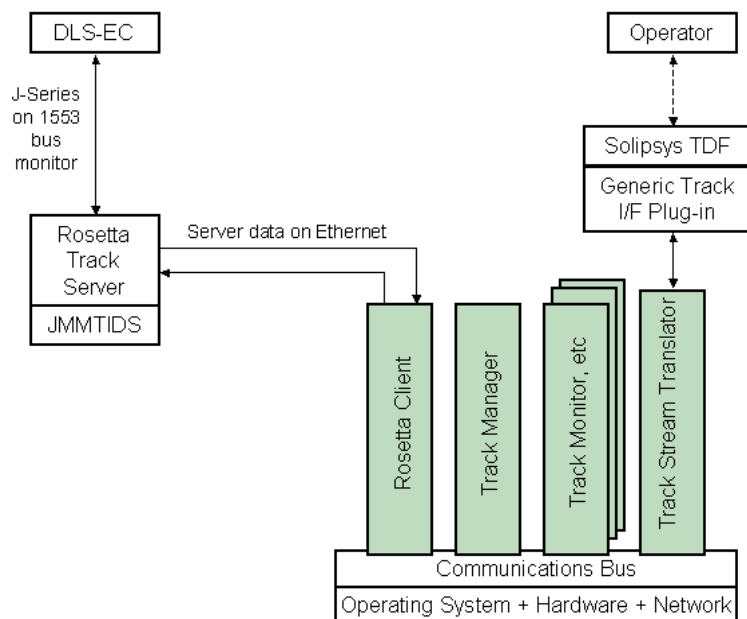 DLS-EC
Operator
J-Series
on 1553
bus
monitor
Solipsys TDF
Generic Track
I/F Plug-in
Rosetta
Track
Server
JMMTIDS
Server data on Ethernet
Rosetta Client
Track Manager
Track Monitor, etc
Track Stream Translator
Communications Bus
Operating System + Hardware + Network